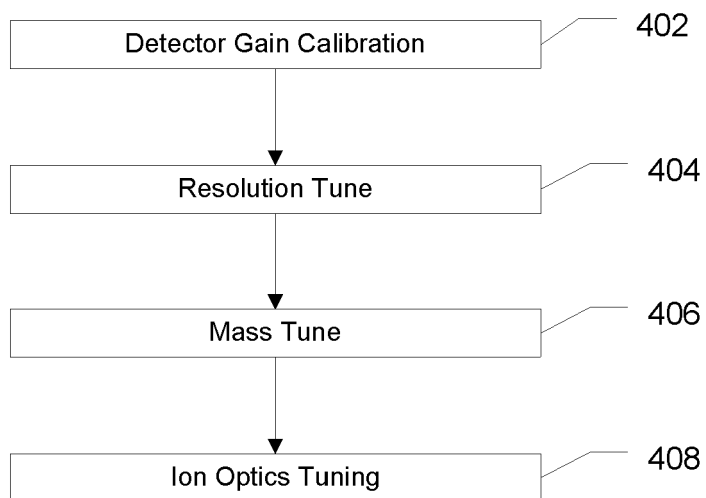 Detector Gain Calibration
402
Resolution Tune
404
Mass Tune
406
Ion Optics Tuning
408